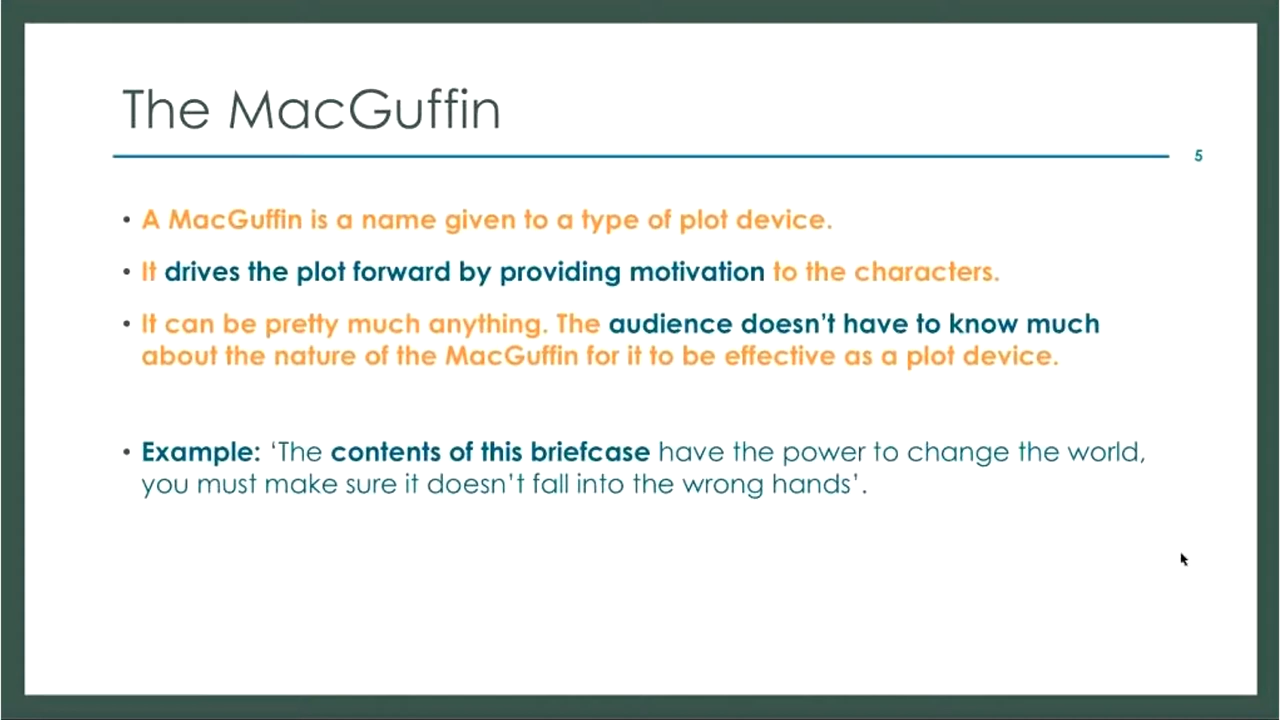 The MacGuffin
5
• A MacGuffin is a name given to a type of plot device.
• It drives the plot forward by providing motivation to the characters.
• It can be pretty much anything. The audience doesn’t have to know much
about the nature of the MacGuffin for it to be effective as a plot device.
• Example: ‘The contents of this briefcase have the power to change the world,
you must make sure it doesn’t fall into the wrong hands’.